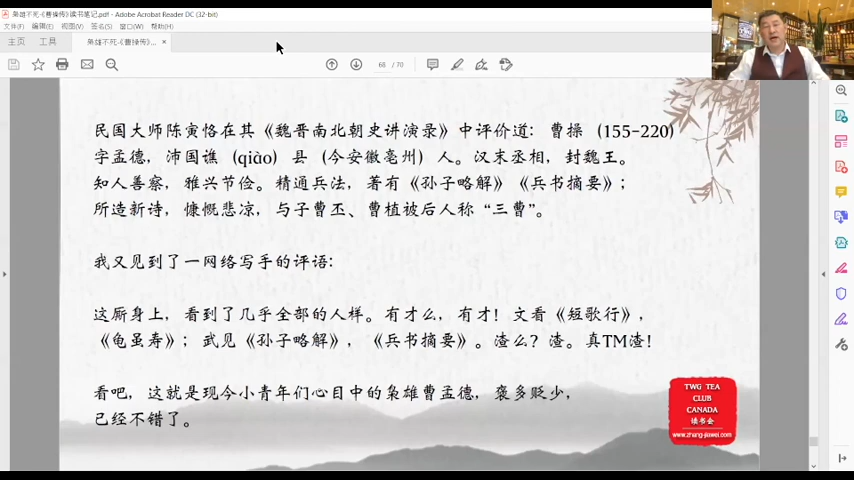 枭雄不死-《曹操传》读书笔记.pdf - Adobe Acrobat Reader DC (32-bit)
文件(F) 编辑(E) 视图(V) 签名(S) 窗口(W) 帮助(H)
主页 工具 枭雄不死-《曹操传》... ×
68 / 70
民国大师陈寅恪在其《魏晋南北朝史讲演录》中评价道：曹操（155-220）
字孟德，沛国谯（qiào）县（今安徽亳州）人。汉末丞相，封魏王。
知人善察，雅兴节俭。精通兵法，著有《孙子略解》《兵书摘要》；
所造新诗，慷慨悲凉，与子曹丕、曹植被后人称“三曹”。
我又见到了一网络写手的评语：
这厮身上，看到了几乎全部的人样。有才么，有才！文看《短歌行》，
《龟虽寿》；武见《孙子略解》，《兵书摘要》。渣么？渣。真TM渣！
看吧，这就是现今小青年们心目中的枭雄曹孟德，褒多贬少，
已经不错了。
TWG TEA
CLUB
CANADA
读书会
www.zhang-jiawei.com